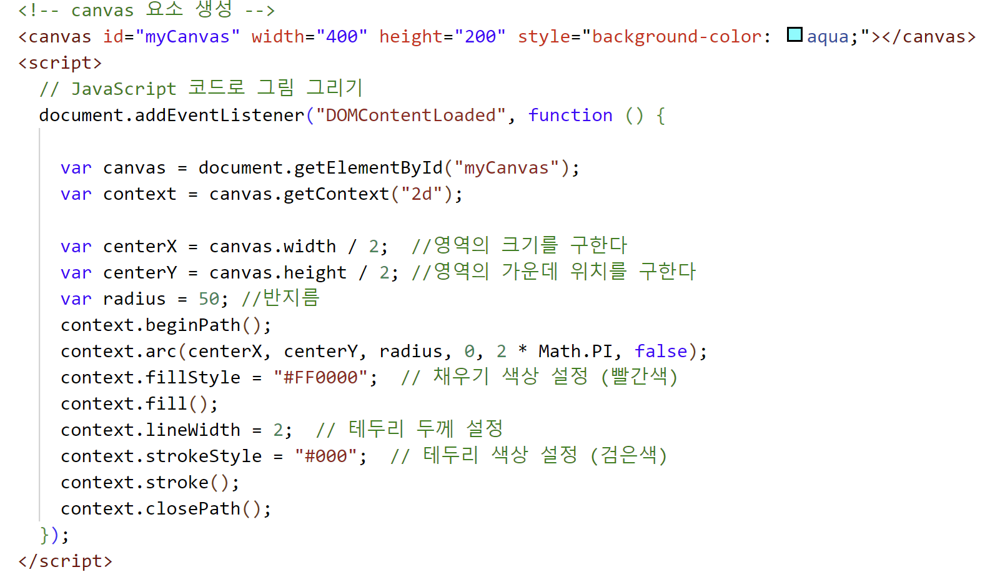 <!-- canvas 요소 생성 -->
<canvas id="myCanvas" width="400" height="200" style="background-color: aqua;"></canvas>
<script>
  // JavaScript 코드로 그림 그리기
  document.addEventListener("DOMContentLoaded", function () {

    var canvas = document.getElementById("myCanvas");
    var context = canvas.getContext("2d");

    var centerX = canvas.width / 2;  //영역의 크기를 구한다
    var centerY = canvas.height / 2; //영역의 가운데 위치를 구한다
    var radius = 50; //반지름
    context.beginPath();
    context.arc(centerX, centerY, radius, 0, 2 * Math.PI, false);
    context.fillStyle = "#FF0000";  // 채우기 색상 설정 (빨간색)
    context.fill();
    context.lineWidth = 2;  // 테두리 두께 설정
    context.strokeStyle = "#000";  // 테두리 색상 설정 (검은색)
    context.stroke();
    context.closePath();
  });
</script>